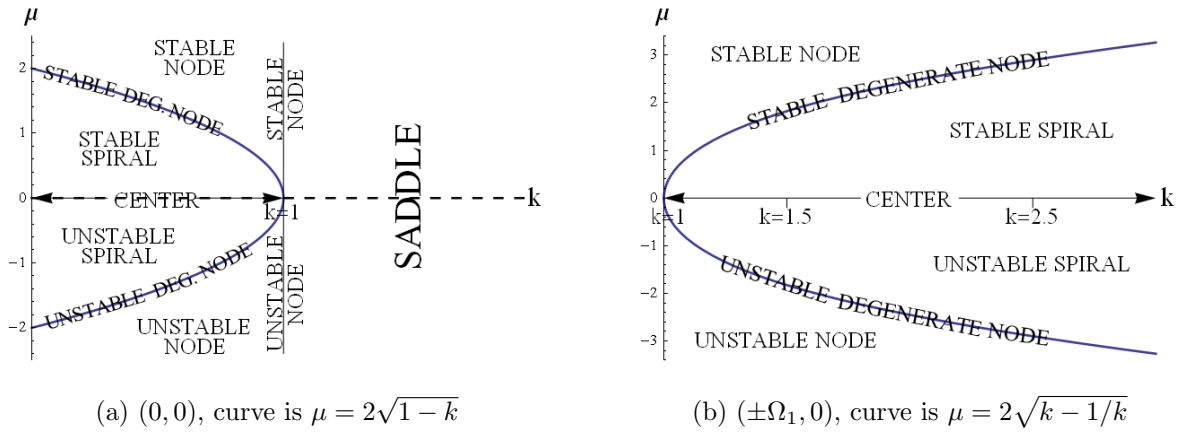 μ
STABLE
NODE
STABLE DEG. NODE
STABLE
NODE
STABLE
SPIRAL
2
1
0
-1
-2
CENTER
k=1
k
SADDLE
UNSTABLE
SPIRAL
UNSTABLE DEG. NODE
UNSTABLE
NODE
UNSTABLE
NODE
(a) (0, 0), curve is μ = 2√1 − k
μ
3
2
1
0
-1
-2
-3
STABLE NODE
STABLE DEGENERATE NODE
STABLE SPIRAL
CENTER
k
k=1
k=1.5
k=2.5
UNSTABLE SPIRAL
UNSTABLE DEGENERATE NODE
UNSTABLE NODE
(b) (±Ω₁, 0), curve is μ = 2√k − 1/k